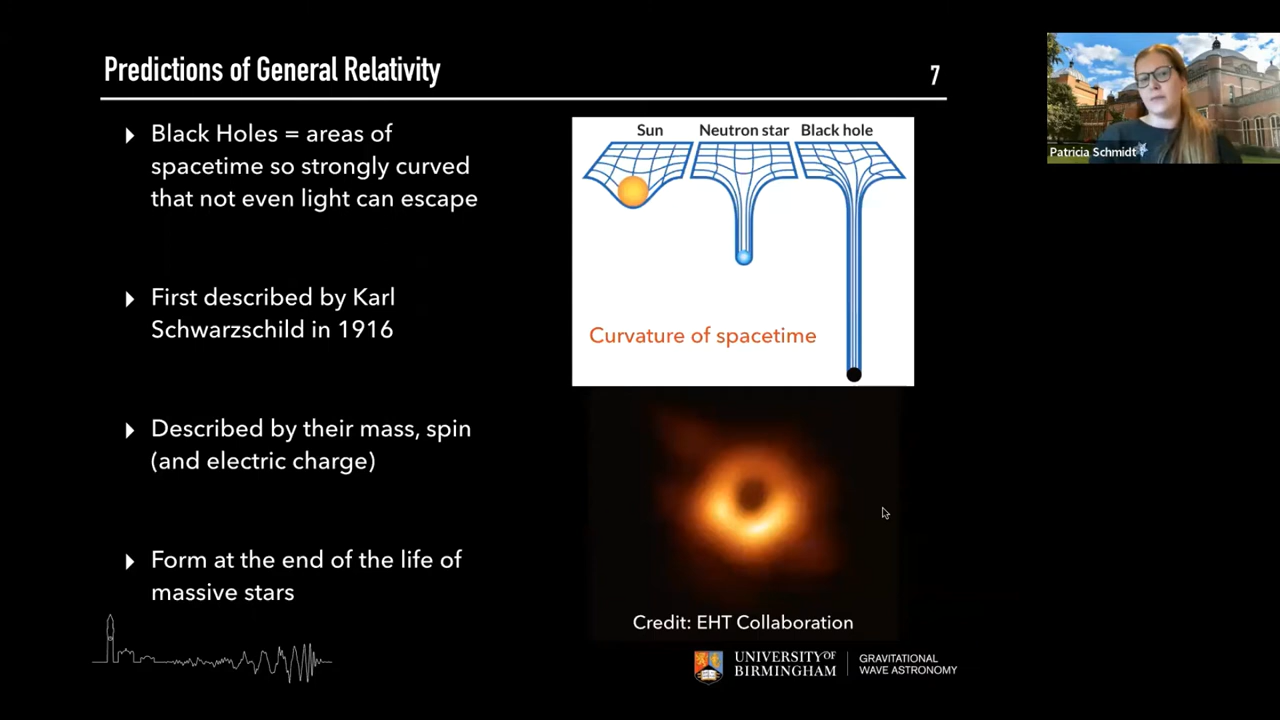 Predictions of General Relativity
7
Black Holes = areas of
spacetime so strongly curved
that not even light can escape
First described by Karl
Schwarzschild in 1916
Described by their mass, spin
(and electric charge)
Form at the end of the life of
massive stars
Sun
Neutron star
Black hole
Curvature of spacetime
Credit: EHT Collaboration
UNIVERSITY OF
BIRMINGHAM
GRAVITATIONAL
WAVE ASTRONOMY
Patricia Schmidt